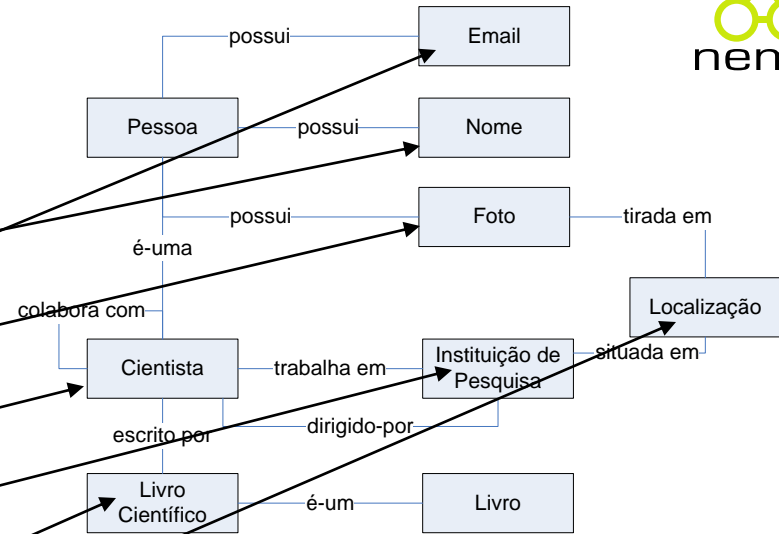 possui
Email
nem
Pessoa
possui
Nome
possui
Foto
tirada em
é-uma
colabora com
Localização
Cientista
trabalha em
Instituição de
Pesquisa
situada em
escrito por
dirigido-por
Livro
Científico
é-um
Livro